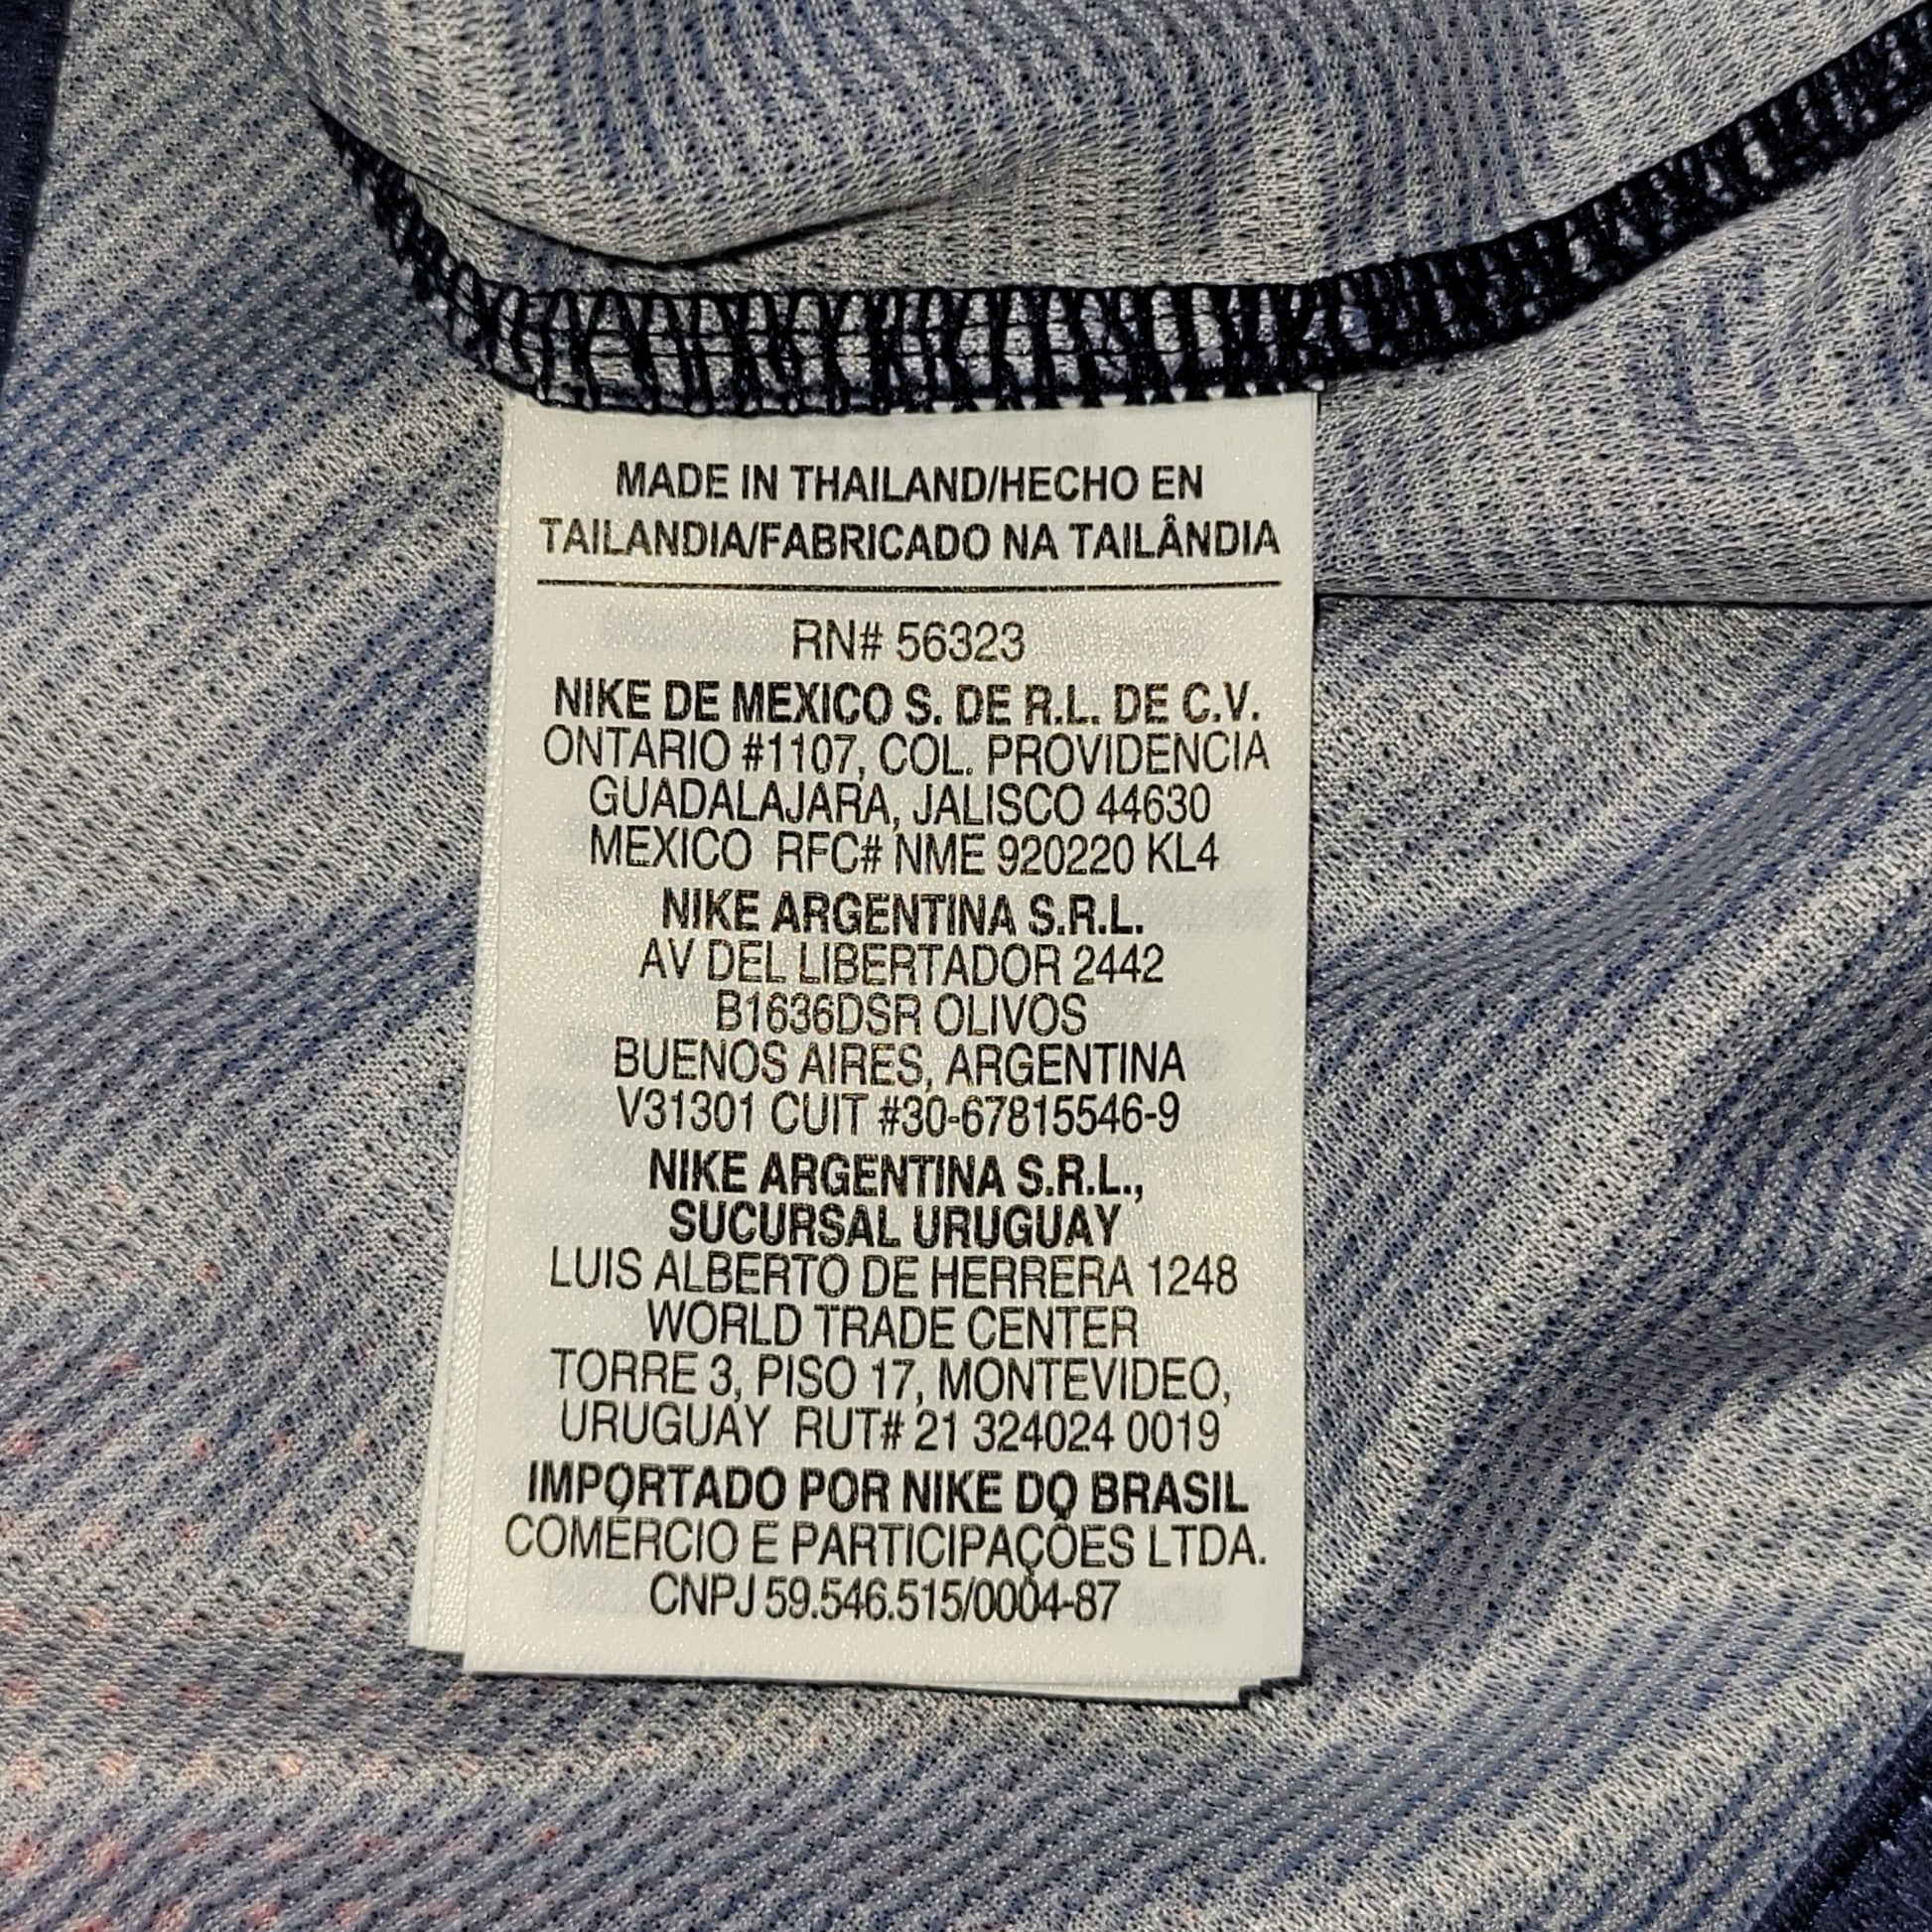 MADE IN THAILAND/HECHO EN
TAILANDIA/FABRICADO NA TAILÂNDIA
RN# 56323
NIKE DE MEXICO S. DE R.L. DE C.V.
ONTARIO #1107, COL. PROVIDENCIA
GUADALAJARA, JALISCO 44630
MEXICO RFC# NME 920220 KL4
NIKE ARGENTINA S.R.L.
AV DEL LIBERTADOR 2442
B1636DSR OLIVOS
BUENOS AIRES, ARGENTINA
V31301 CUIT #30-67815546-9
NIKE ARGENTINA S.R.L.,
SUCURSAL URUGUAY
LUIS ALBERTO DE HERRERA 1248
WORLD TRADE CENTER
TORRE 3, PISO 17, MONTEVIDEO,
URUGUAY RUT# 21 324024 0019
IMPORTADO POR NIKE DO BRASIL
COMÉRCIO E PARTICIPAÇÕES LTDA.
CNPJ 59.546.515/0004-87